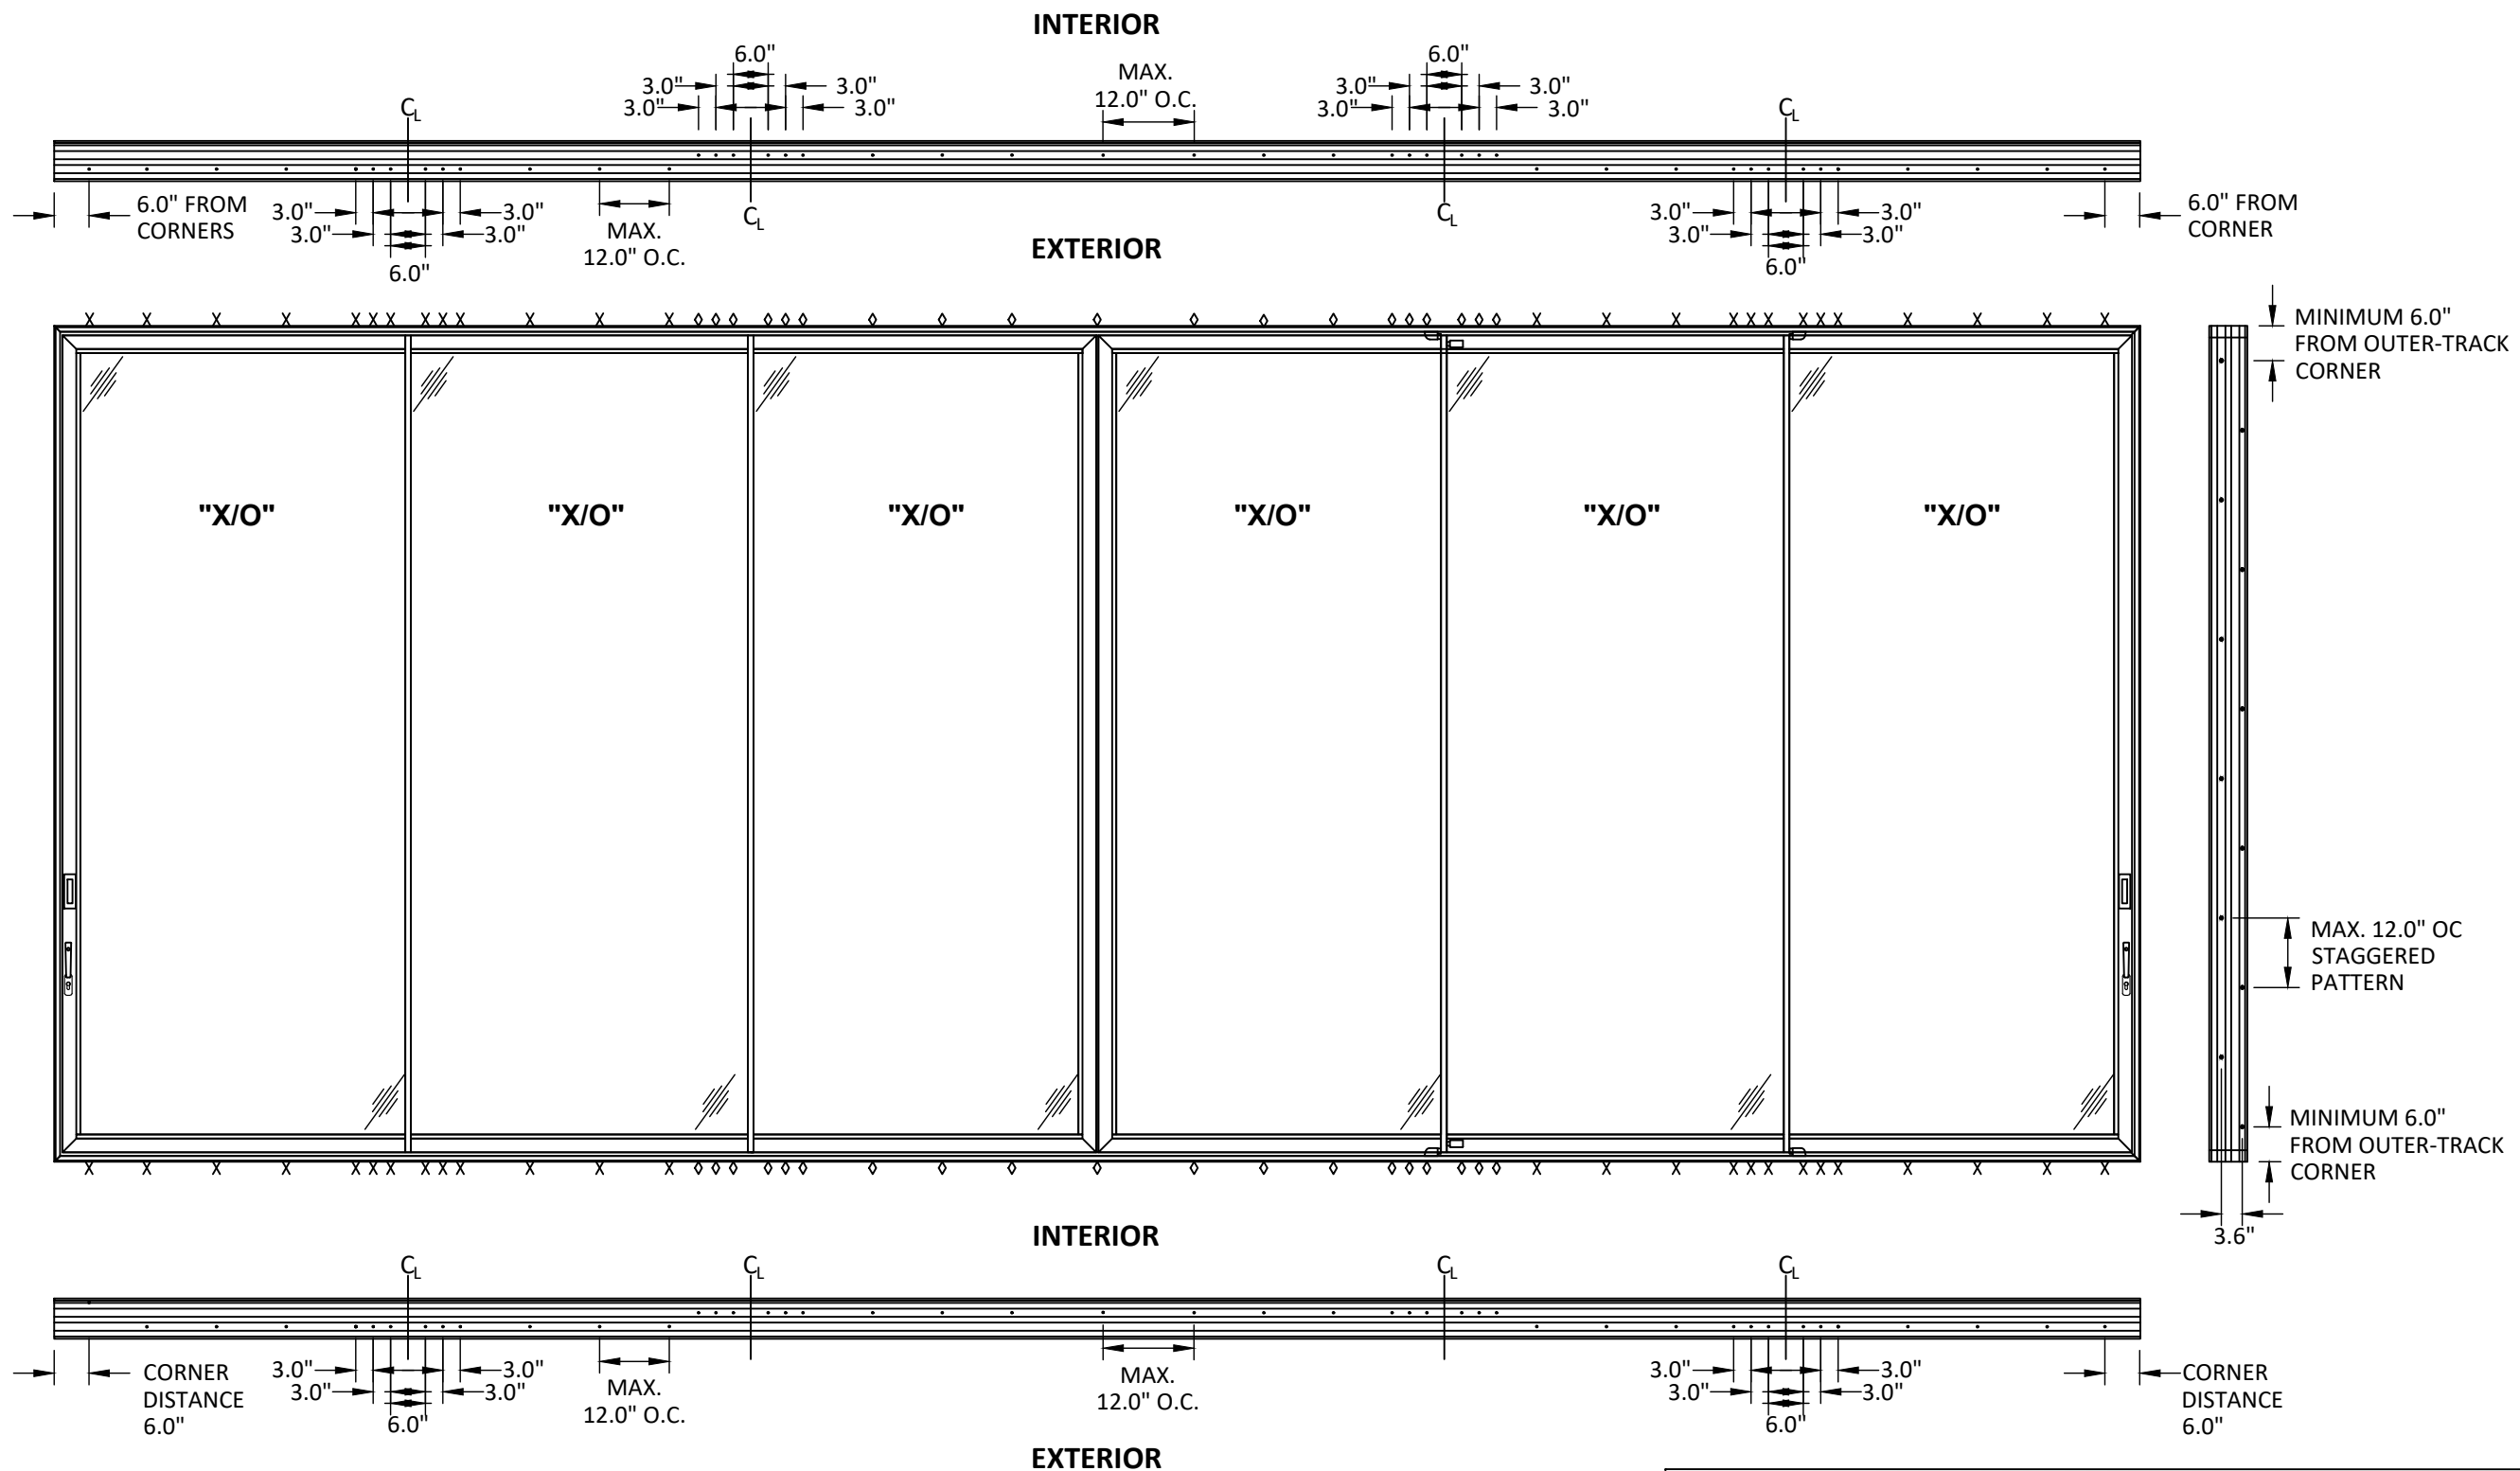 INTERIOR
6.0"
6.0"
3.0"
3.0"
MAX.
12.0" O.C.
3.0"
3.0"
3.0"
3.0"
3.0"
3.0"
CL
CL
6.0" FROM
CORNERS
3.0"
3.0"
3.0"
3.0"
6.0"
MAX.
12.0" O.C.
CL
EXTERIOR
CL
3.0"
3.0"
3.0"
3.0"
6.0"
6.0" FROM
CORNER
X X X X X X X X X X X X X ◊ ◊ ◊ ◊ ◊ ◊ ◊ ◊ ◊ ◊ ◊ ◊ ◊ ◊ ◊ ◊ ◊ ◊ ◊ X X X X X X X X X X X X X
MINIMUM 6.0"
FROM OUTER-TRACK
CORNER
"X/O" "X/O" "X/O" "X/O" "X/O" "X/O"
MAX. 12.0" OC
STAGGERED
PATTERN
MINIMUM 6.0"
FROM OUTER-TRACK
CORNER
X X X X X X X X X X X X X ◊ ◊ ◊ ◊ ◊ ◊ ◊ ◊ ◊ ◊ ◊ ◊ ◊ ◊ ◊ ◊ ◊ ◊ ◊ X X X X X X X X X X X X X
3.6"
INTERIOR
CL
CL
CL
CL
CORNER
DISTANCE
6.0"
3.0"
3.0"
3.0"
3.0"
6.0"
MAX.
12.0" O.C.
MAX.
12.0" O.C.
3.0"
3.0"
3.0"
3.0"
6.0"
CORNER
DISTANCE
6.0"
EXTERIOR